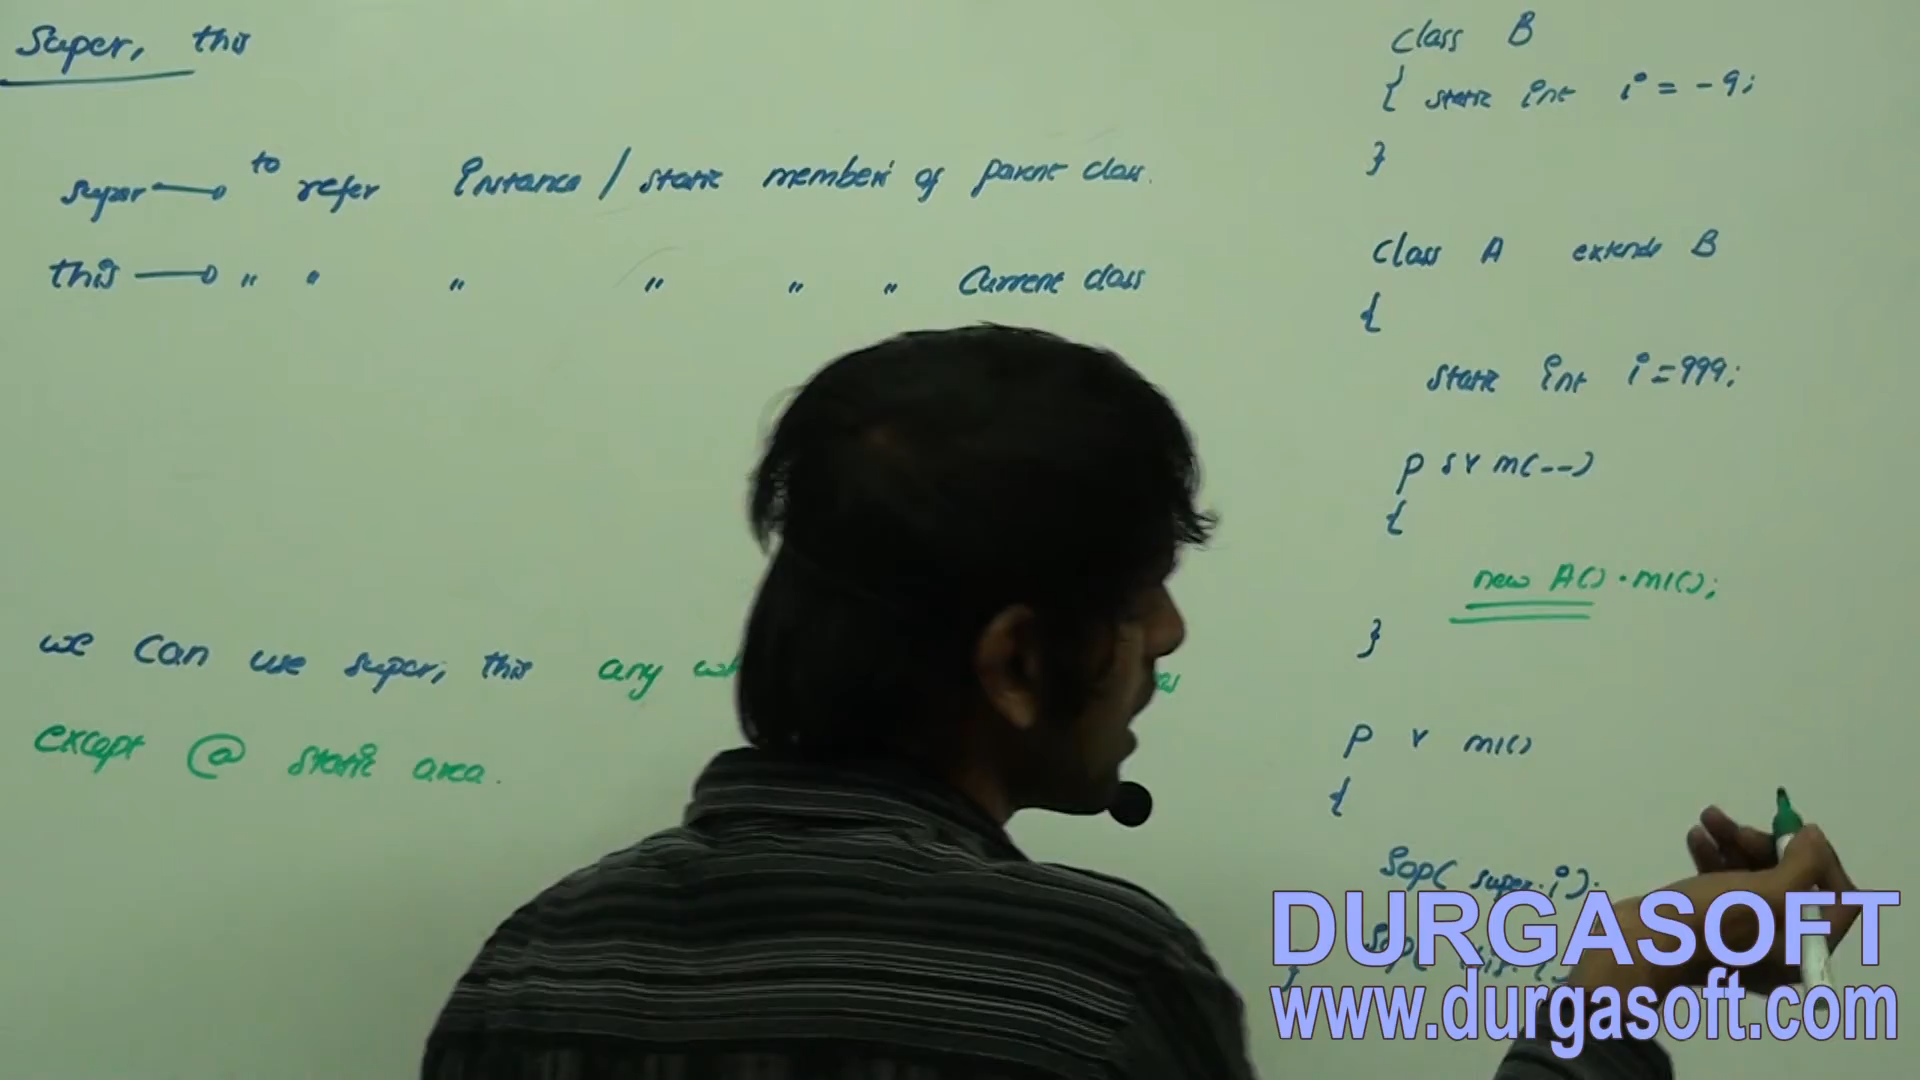 Super, this
super → to refer instance / static members of parent class.
this → " " " " " " Current class
we can use super, this any
except @ static area.
class B
{ static int i = -9;
}
class A extends B
{
static int i = 999;
p s v m(--)
{
new A().m1();
}
p v m1()
{
Sop( super.i);
}
DURGASOFT
www.durgasoft.com